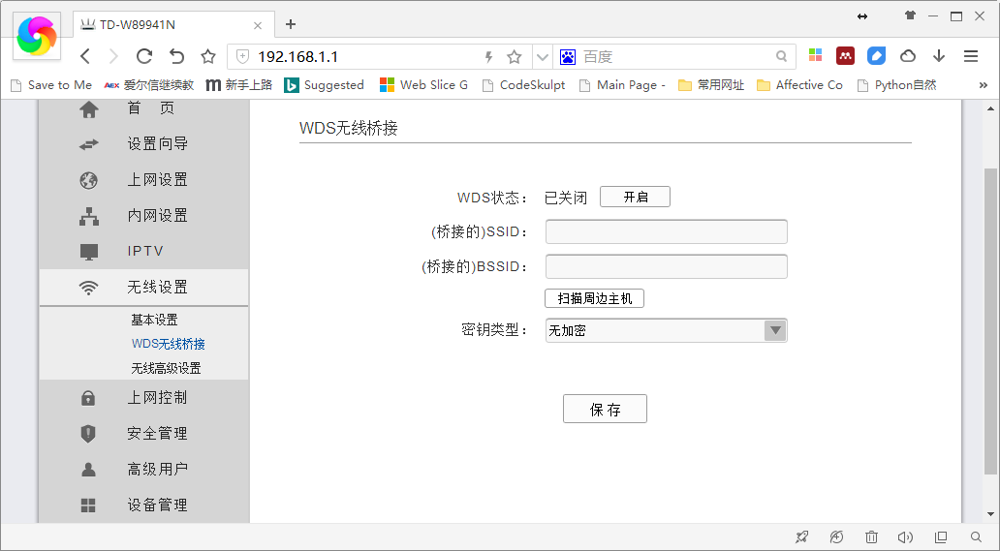 TD-W89941N
192.168.1.1
百度
Save to Me AEX 爱尔信继续教 新手上路 Suggested Web Slice G CodeSkulpt Main Page - 常用网址 Affective Co Python自然 »
首 页
设置向导
上网设置
内网设置
IPTV
无线设置
基本设置
WDS无线桥接
无线高级设置
上网控制
安全管理
高级用户
设备管理
WDS无线桥接
WDS状态： 已关闭 开启
(桥接的)SSID：
(桥接的)BSSID：
扫描周边主机
密钥类型： 无加密
保 存